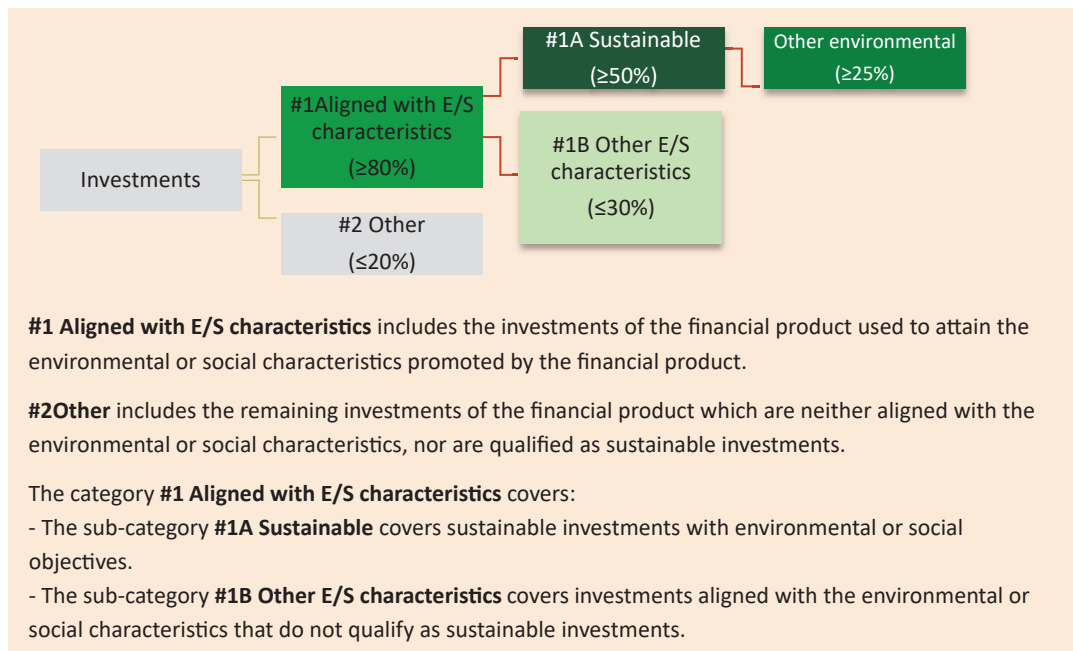 #1A Sustainable
(≥50%)
Other environmental
(≥25%)
#1Aligned with E/S
characteristics
(≥80%)
#1B Other E/S
characteristics
(≤30%)
Investments
#2 Other
(≤20%)
#1 Aligned with E/S characteristics includes the investments of the financial product used to attain the
environmental or social characteristics promoted by the financial product.
#2Other includes the remaining investments of the financial product which are neither aligned with the
environmental or social characteristics, nor are qualified as sustainable investments.
The category #1 Aligned with E/S characteristics covers:
- The sub-category #1A Sustainable covers sustainable investments with environmental or social
objectives.
- The sub-category #1B Other E/S characteristics covers investments aligned with the environmental or
social characteristics that do not qualify as sustainable investments.